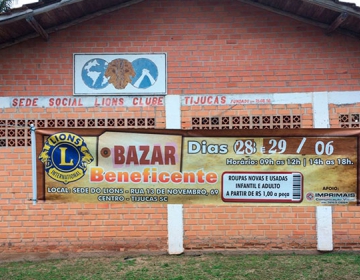 SEDE SOCIAL LIONS CLUBE TIJUCAS
LIONS
L
INTERNATIONAL
BAZAR
Beneficente
LOCAL: SEDE DO LIONS - RUA 13 DE NOVEMBRO, 69
CENTRO - TIJUCAS-SC
Dias (28) E 29 / 06
Horário: 09h as 12h | 14h as 18h.
ROUPAS NOVAS E USADAS
INFANTIL E ADULTO
A PARTIR DE R$ 1,00 a peça
APOIO:
IMPRIMAIS